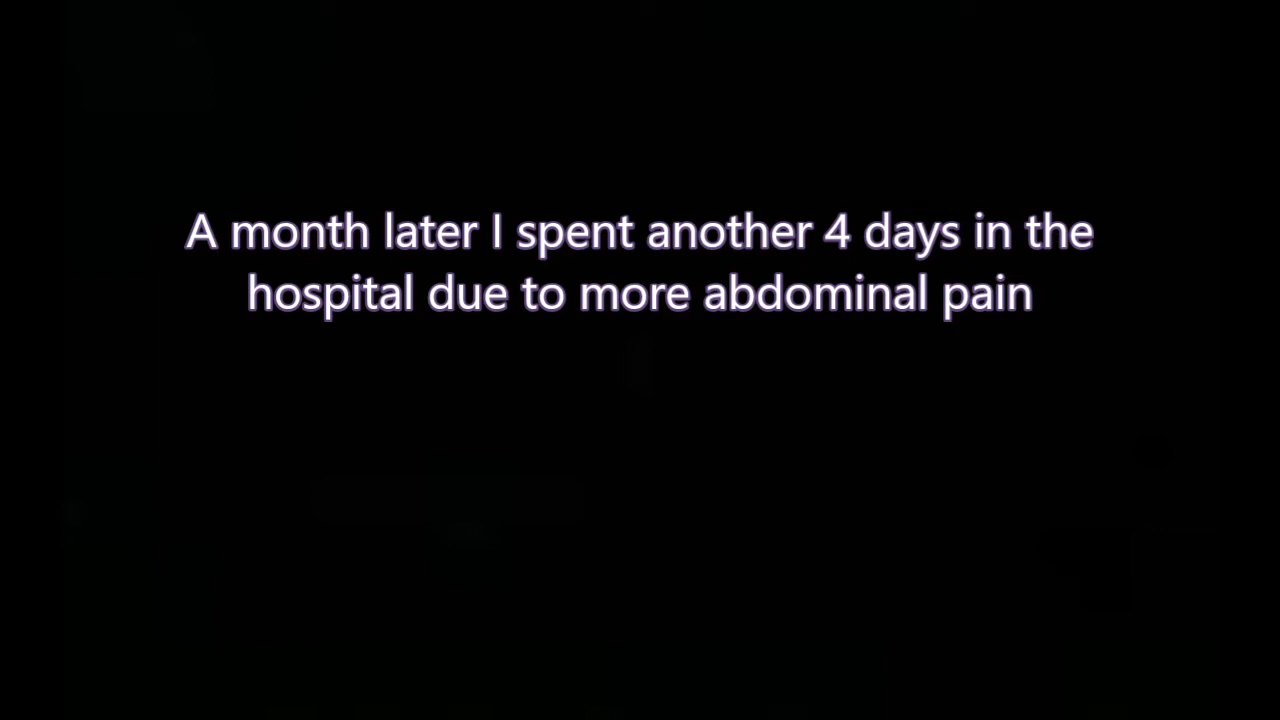 A month later I spent another 4 days in the
hospital due to more abdominal pain